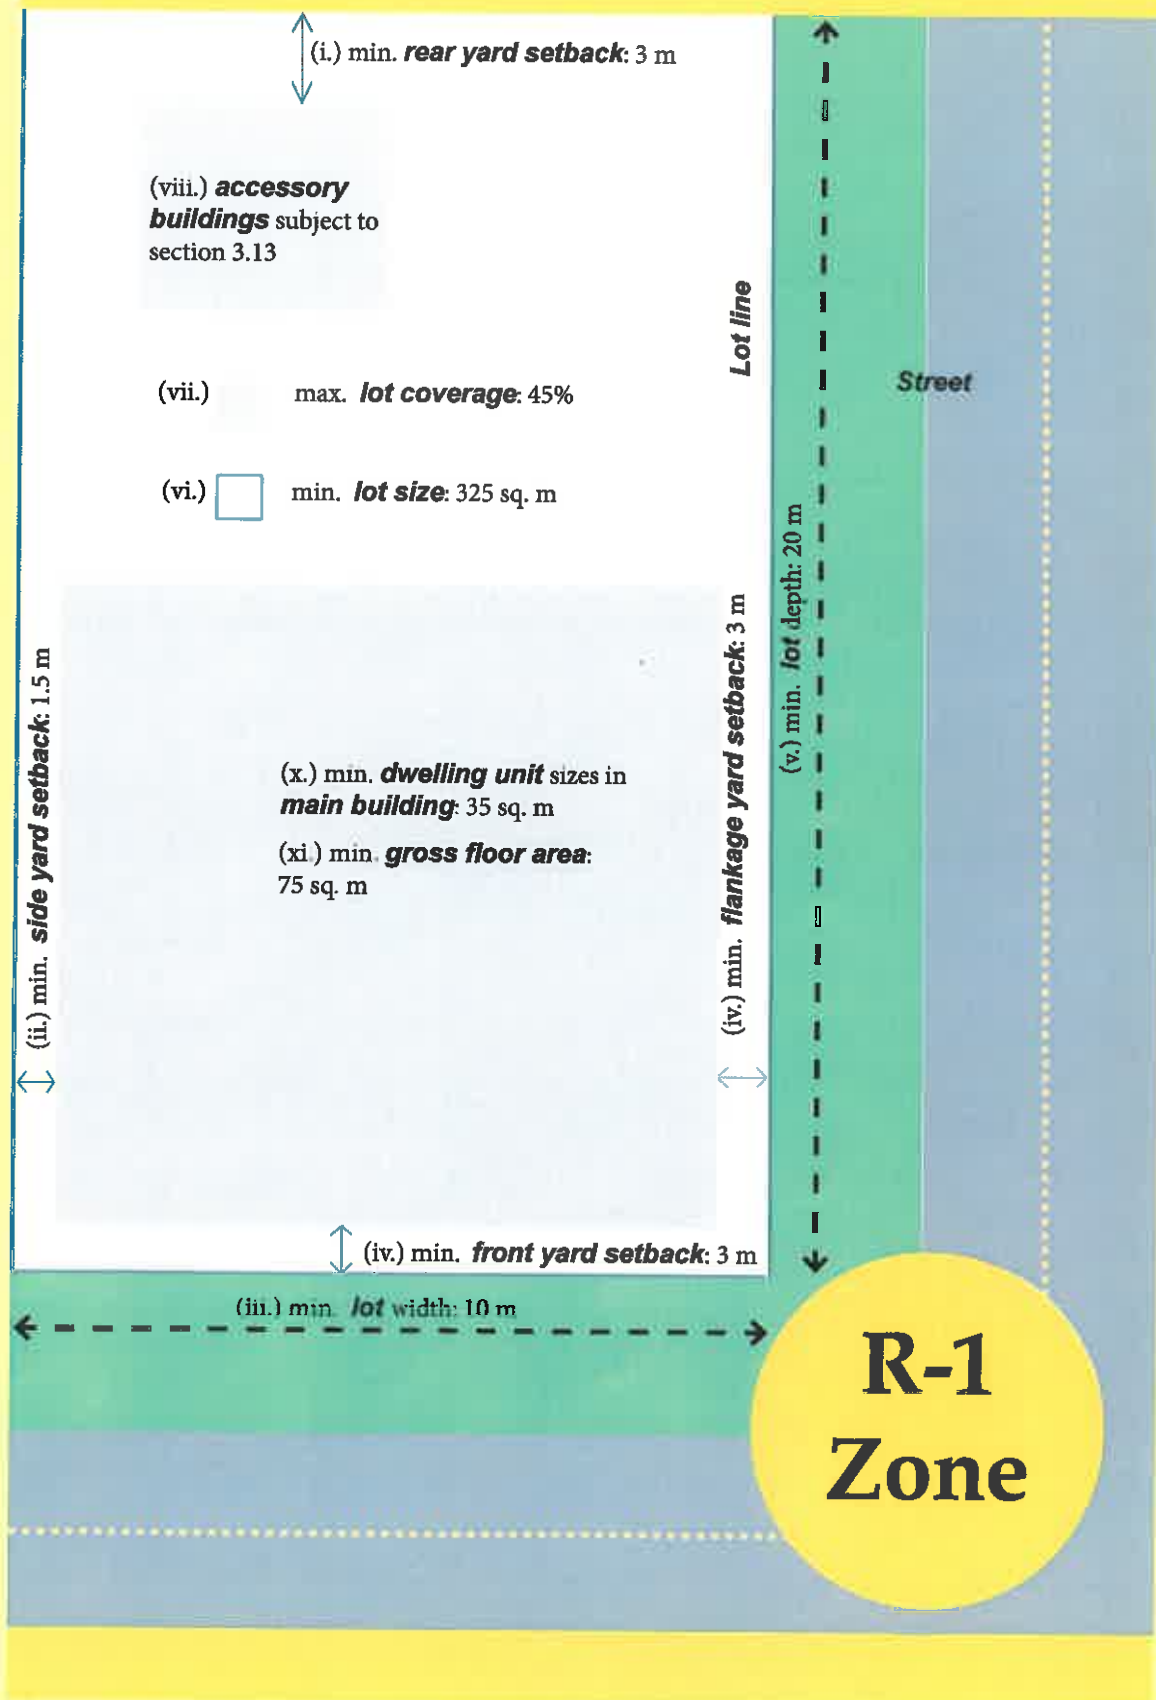 (i.) min. rear yard setback: 3 m
(viii.) accessory
buildings subject to
section 3.13
Lot line
Street
(vii.) max. lot coverage: 45%
(vi.) min. lot size: 325 sq. m
(v.) min. lot depth: 20 m
(ii.) min. side yard setback: 1.5 m
(iv.) min. flankage yard setback: 3 m
(x.) min. dwelling unit sizes in
main building: 35 sq. m
(xi.) min. gross floor area:
75 sq. m
(iv.) min. front yard setback: 3 m
(iii.) min. lot width: 10 m
R-1
Zone